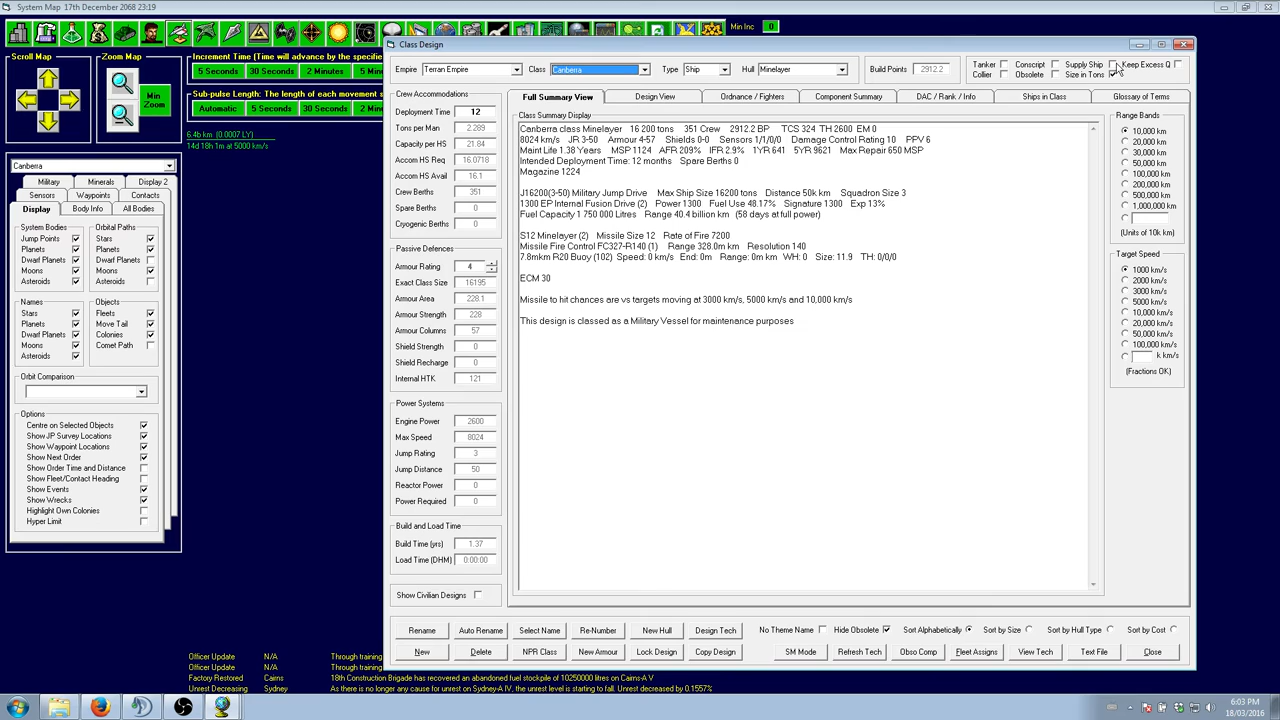 System Map 17th December 2068 23:19
Min Inc 0
Scroll Map
Zoom Map
Min Zoom
Increment Time (Time will advance by the specifie
5 Seconds 30 Seconds 2 Minu
Sub-pulse Length: The length of each movement s
Automatic 5 Seconds 30 Seconds 2 Min
6.4b km (0.0007 LY)
14d 18h 1m at 5000 km/s
Canberra
Military Minerals Display 2
Sensors Waypoints Contacts
Display Body Info All Bodies
System Bodies
Jump Points
Planets
Dwarf Planets
Moons
Asteroids
Orbital Paths
Stars
Planets
Dwarf Planets
Moons
Asteroids
Names
Stars
Planets
Dwarf Planets
Moons
Asteroids
Objects
Fleets
Move Tail
Colonies
Comet Path
Orbit Comparison
Options
Centre on Selected Objects
Show JP Survey Locations
Show Waypoint Locations
Show Next Order
Show Order Time and Distance
Show Fleet/Contact Heading
Show Events
Show Wrecks
Highlight Own Colonies
Hyper Limit
Class Design
Empire Terran Empire Class Canberra Type Ship Hull Minelayer Build Points 2912.2
Tanker Conscript Supply Ship Keep Excess Q
Collier Obsolete Size in Tons
Crew Accommodations
Deployment Time 12
Tons per Man 2.289
Capacity per HS 21.84
Accom HS Req 16.0718
Accom HS Avail 16.1
Crew Berths 351
Spare Berths 0
Cryogenic Berths 0
Passive Defences
Armour Rating 4
Exact Class Size 16195
Armour Area 228.1
Armour Strength 228
Armour Columns 57
Shield Strength 0
Shield Recharge 0
Internal HTK 121
Power Systems
Engine Power 2600
Max Speed 8024
Jump Rating 3
Jump Distance 50
Reactor Power 0
Power Required 0
Build and Load Time
Build Time (yrs) 1.37
Load Time (DHM) 0:00:00
Show Civilian Designs
Full Summary View Design View Ordnance / Fighters Component Summary DAC / Rank / Info Ships in Class Glossary of Terms
Class Summary Display
Canberra class Minelayer 16 200 tons 351 Crew 2912.2 BP TCS 324 TH 2600 EM 0
8024 km/s JR 3-50 Armour 4-57 Shields 0-0 Sensors 1/1/0/0 Damage Control Rating 10 PPV 6
Maint Life 1.38 Years MSP 1124 AFR 209% IFR 2.9% 1YR 641 5YR 9621 Max Repair 650 MSP
Intended Deployment Time: 12 months Spare Berths 0
Magazine 1224
J16200(3-50) Military Jump Drive Max Ship Size 16200 tons Distance 50k km Squadron Size 3
1300 EP Internal Fusion Drive (2) Power 1300 Fuel Use 48.17% Signature 1300 Exp 13%
Fuel Capacity 1 750 000 Litres Range 40.4 billion km (58 days at full power)
S12 Minelayer (2) Missile Size 12 Rate of Fire 7200
Missile Fire Control FC327-R140 (1) Range 328.0m km Resolution 140
7.8mkm R20 Buoy (102) Speed: 0 km/s End: 0m Range: 0m km WH: 0 Size: 11.9 TH: 0/0/0
ECM 30
Missile to hit chances are vs targets moving at 3000 km/s, 5000 km/s and 10,000 km/s
This design is classed as a Military Vessel for maintenance purposes
Range Bands
10,000 km
20,000 km
30,000 km
50,000 km
100,000 km
200,000 km
500,000 km
1,000,000 km
(Units of 10k km)
Target Speed
1000 km/s
2000 km/s
3000 km/s
5000 km/s
10,000 km/s
20,000 km/s
50,000 km/s
100,000 km/s
k km/s
(Fractions OK)
Rename Auto Rename Select Name Re-Number New Hull Design Tech No Theme Name Hide Obsolete Sort Alphabetically Sort by Size Sort by Hull Type Sort by Cost
New Delete NPR Class New Armour Lock Design Copy Design SM Mode Refresh Tech Obso Comp Fleet Assigns View Tech Text File Close
Officer Update N/A Through training
Officer Update N/A Through training
Factory Restored Cairns 18th Construction Brigade has recovered an abandoned fuel stockpile of 10250000 litres on Cairns-A V
Unrest Decreasing Sydney As there is no longer any cause for unrest on Sydney-A IV, the unrest level is starting to fall. Unrest decreased by 0.1557%
6:03 PM
18/03/2016